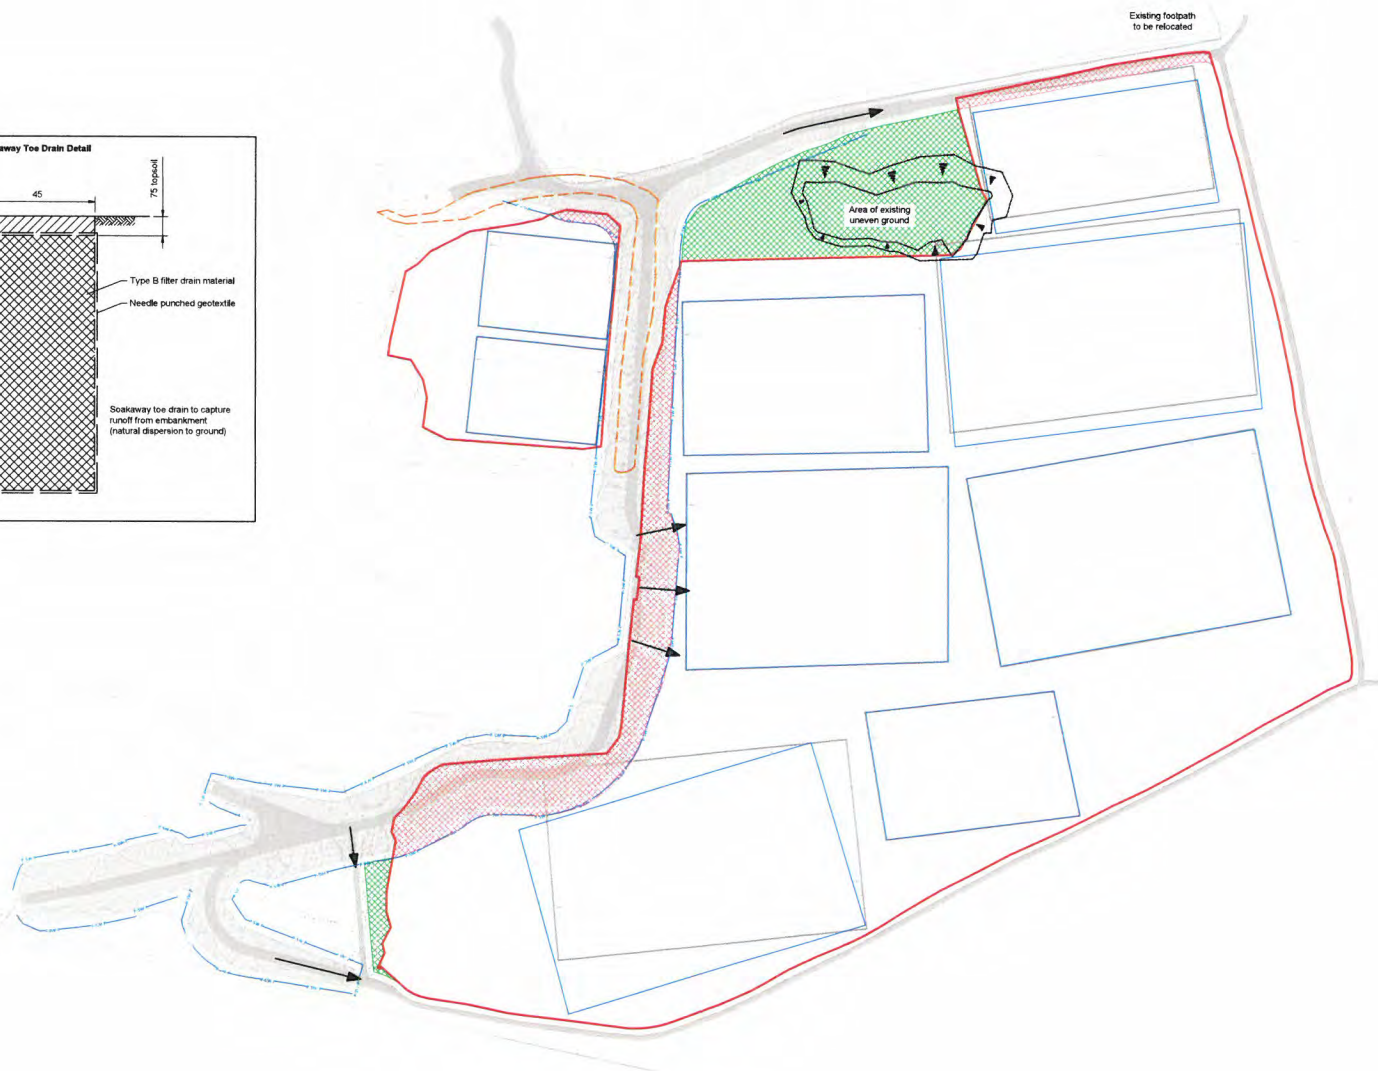 Existing footpath
to be relocated
away Toe Drain Detail
45
75 topsoil
Type B filter drain material
Needle punched geotextile
Soakaway toe drain to capture
runoff from embankment
(natural dispersion to ground)
Area of existing
uneven ground